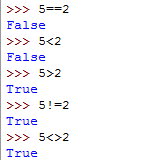 >>> 5==2
False
>>> 5<2
False
>>> 5>2
True
>>> 5!=2
True
>>> 5<>2
True